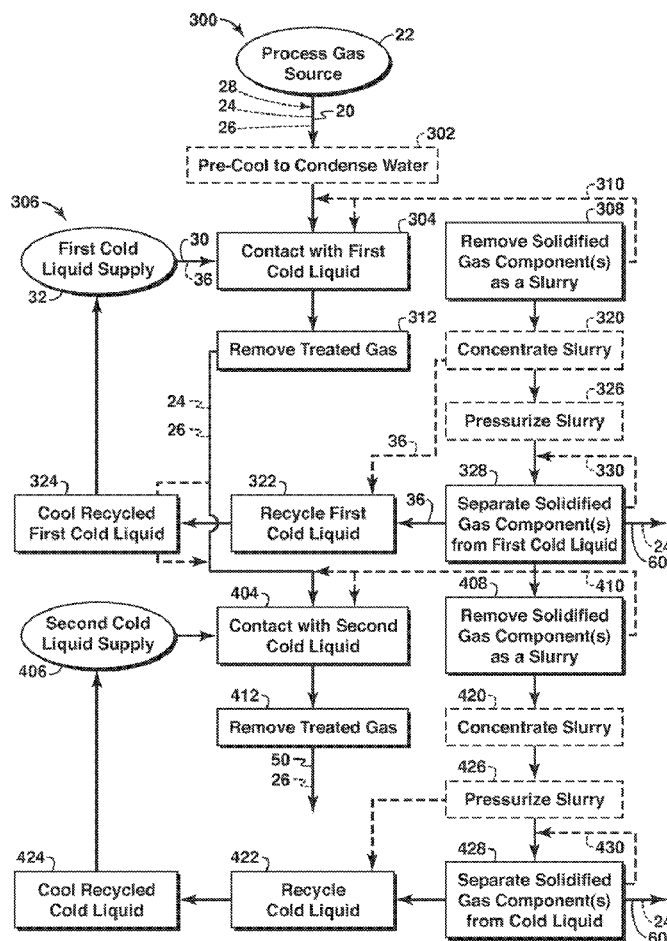 300
22
Process Gas
Source
28
24
20
26
302
Pre-Cool to Condense Water
310
306
308
First Cold
Liquid Supply
30
36
32
304
Contact with First
Cold Liquid
Remove Solidified
Gas Component(s)
as a Slurry
312
Remove Treated Gas
320
Concentrate Slurry
24
26
326
Pressurize Slurry
36
324
322
328
330
Cool Recycled
First Cold Liquid
Recycle First
Cold Liquid
36
Separate Solidified
Gas Component(s)
from First Cold Liquid
24
60
404
408
410
Second Cold
Liquid Supply
406
Contact with Second
Cold Liquid
Remove Solidified
Gas Component(s)
as a Slurry
412
Remove Treated Gas
420
Concentrate Slurry
50
26
426
Pressurize Slurry
424
422
428
430
Cool Recycled
Cold Liquid
Recycle
Cold Liquid
Separate Solidified
Gas Component(s)
from Cold Liquid
24
60